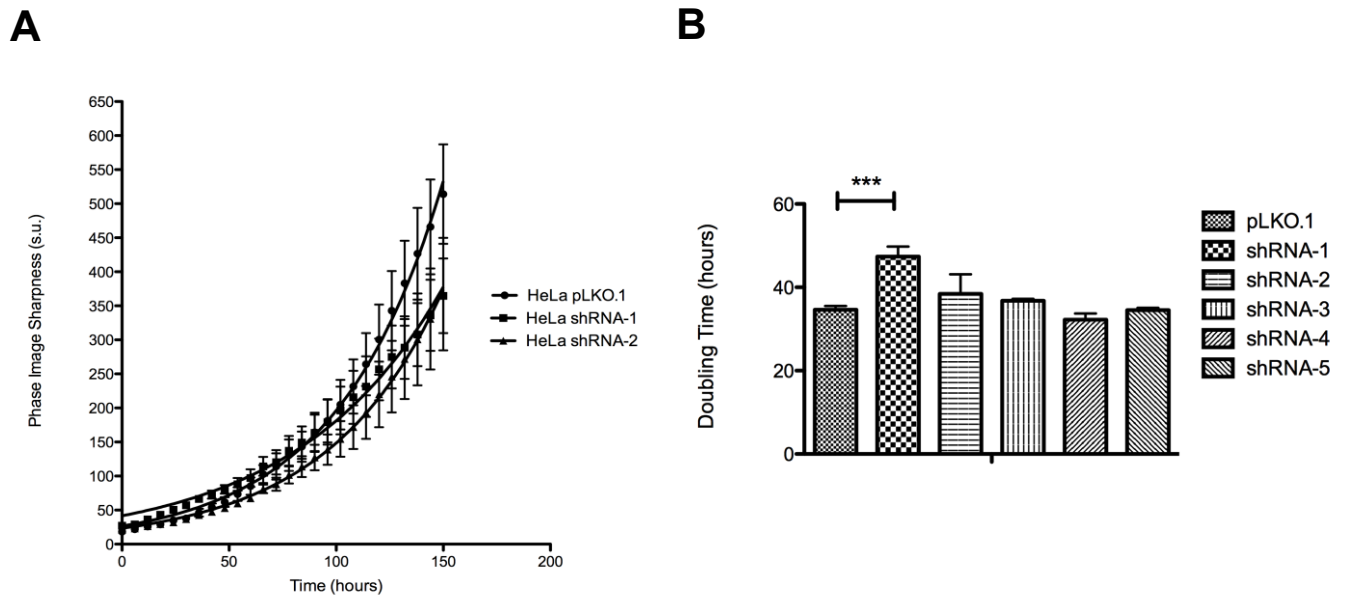 A
B
Phase Image Sharpness (s.u.)
650
600
550
500
450
400
350
300
250
200
150
100
50
0
0
50
100
150
200
Time (hours)
HeLa pLKO.1
HeLa shRNA-1
HeLa shRNA-2
Doubling Time (hours)
60
40
20
0
***
pLKO.1
shRNA-1
shRNA-2
shRNA-3
shRNA-4
shRNA-5